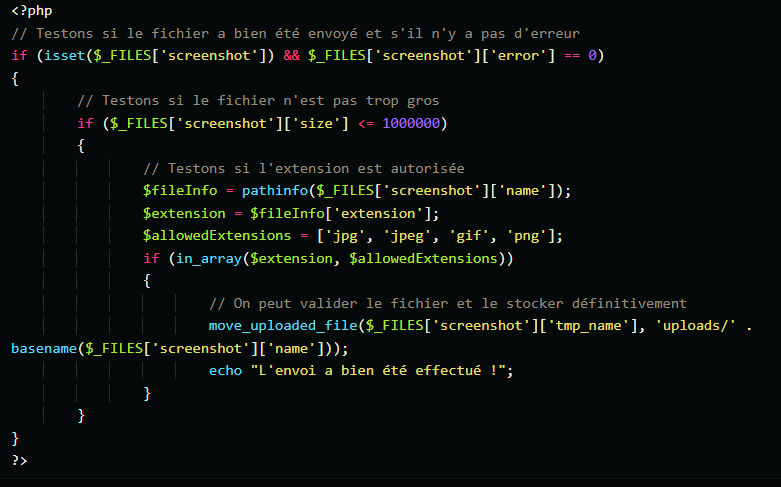 <?php
// Testons si le fichier a bien été envoyé et s'il n'y a pas d'erreur
if (isset($_FILES['screenshot']) && $_FILES['screenshot']['error'] == 0)
{
        // Testons si le fichier n'est pas trop gros
        if ($_FILES['screenshot']['size'] <= 1000000)
        {
                // Testons si l'extension est autorisée
                $fileInfo = pathinfo($_FILES['screenshot']['name']);
                $extension = $fileInfo['extension'];
                $allowedExtensions = ['jpg', 'jpeg', 'gif', 'png'];
                if (in_array($extension, $allowedExtensions))
                {
                        // On peut valider le fichier et le stocker définitivement
                        move_uploaded_file($_FILES['screenshot']['tmp_name'], 'uploads/' .
basename($_FILES['screenshot']['name']));
                        echo "L'envoi a bien été effectué !";
                }
        }
}
?>